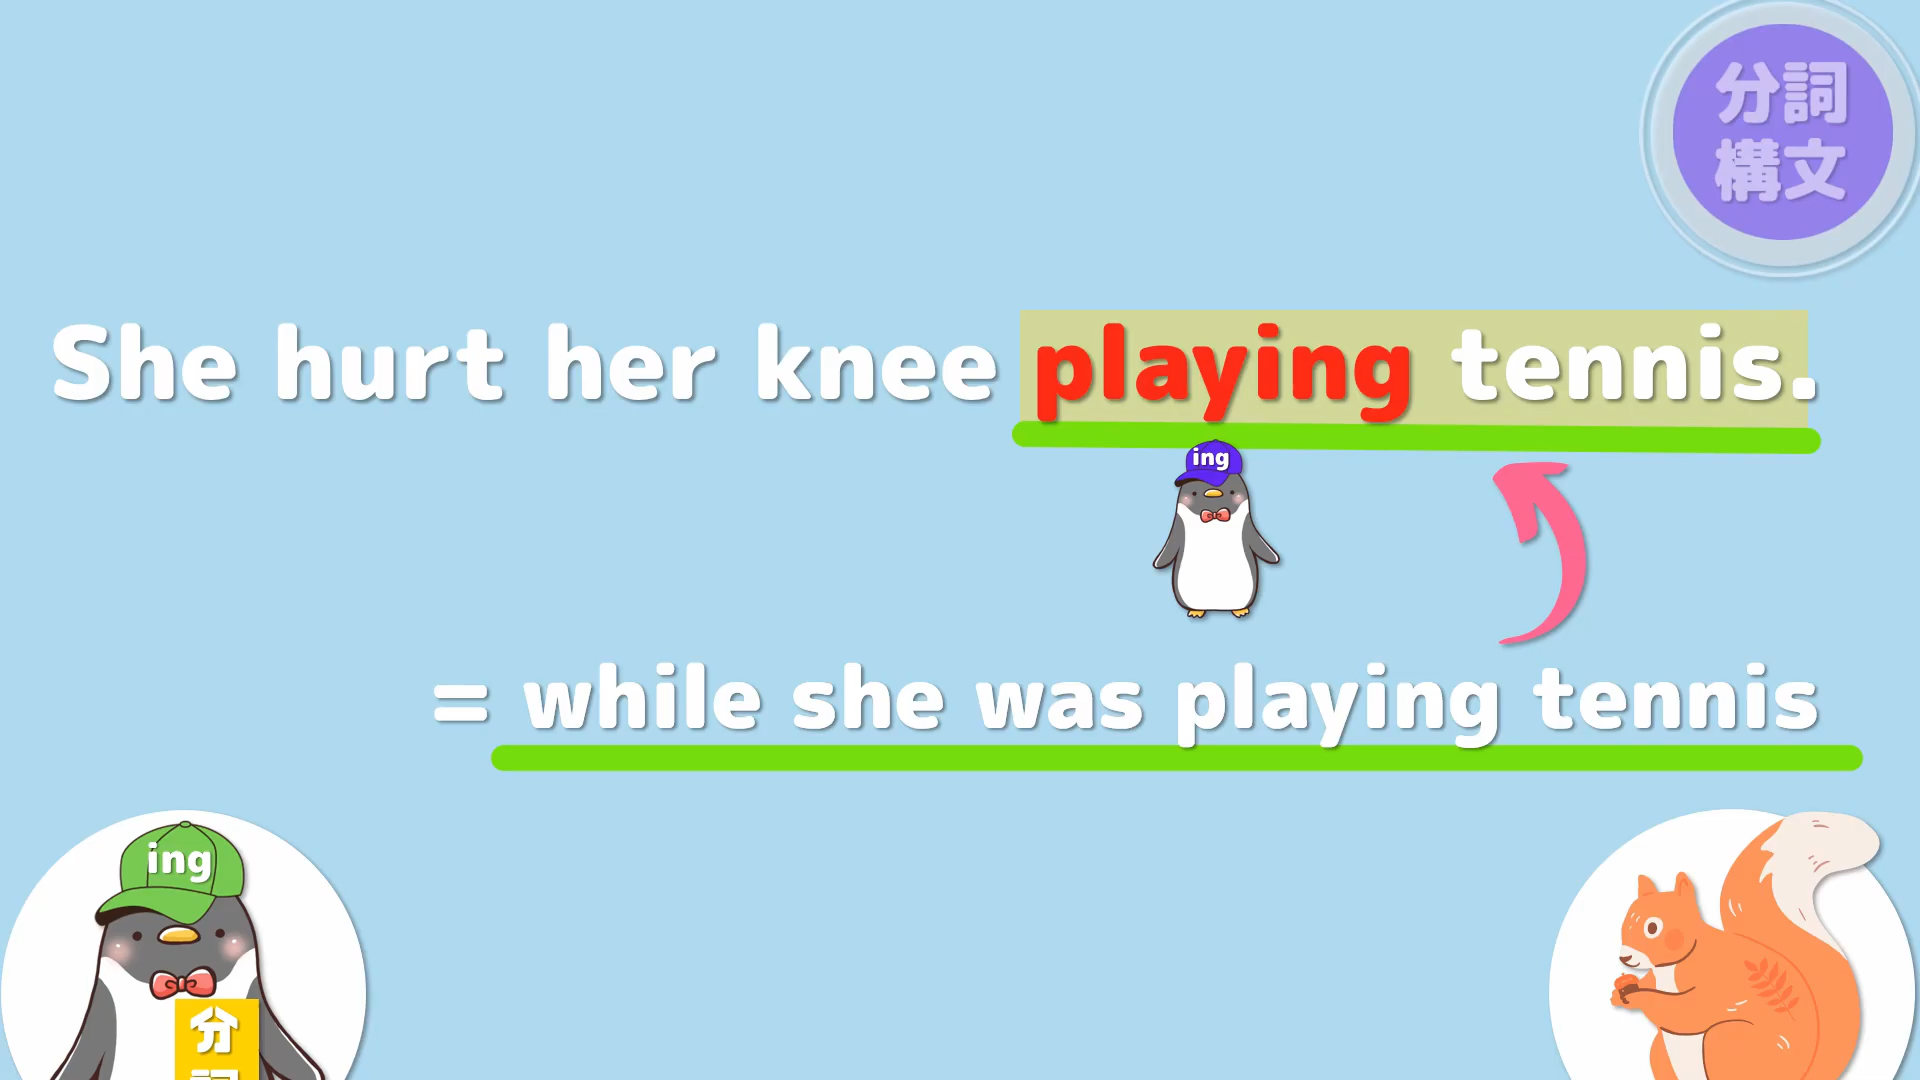 分詞
構文
She hurt her knee playing tennis.
ing
= while she was playing tennis
ing
分